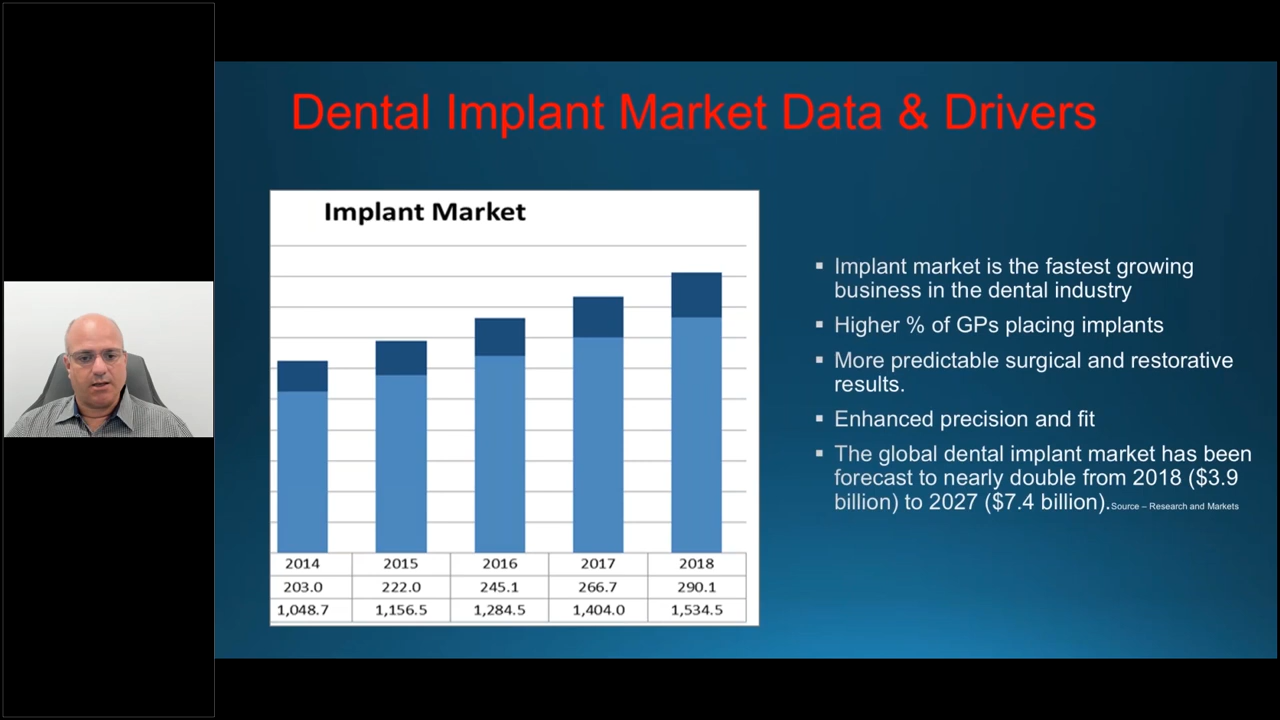 Dental Implant Market Data & Drivers
Implant Market
2014 2015 2016 2017 2018
203.0 222.0 245.1 266.7 290.1
1,048.7 1,156.5 1,284.5 1,404.0 1,534.5
▪ Implant market is the fastest growing
business in the dental industry
▪ Higher % of GPs placing implants
▪ More predictable surgical and restorative
results.
▪ Enhanced precision and fit
▪ The global dental implant market has been
forecast to nearly double from 2018 ($3.9
billion) to 2027 ($7.4 billion).Source – Research and Markets